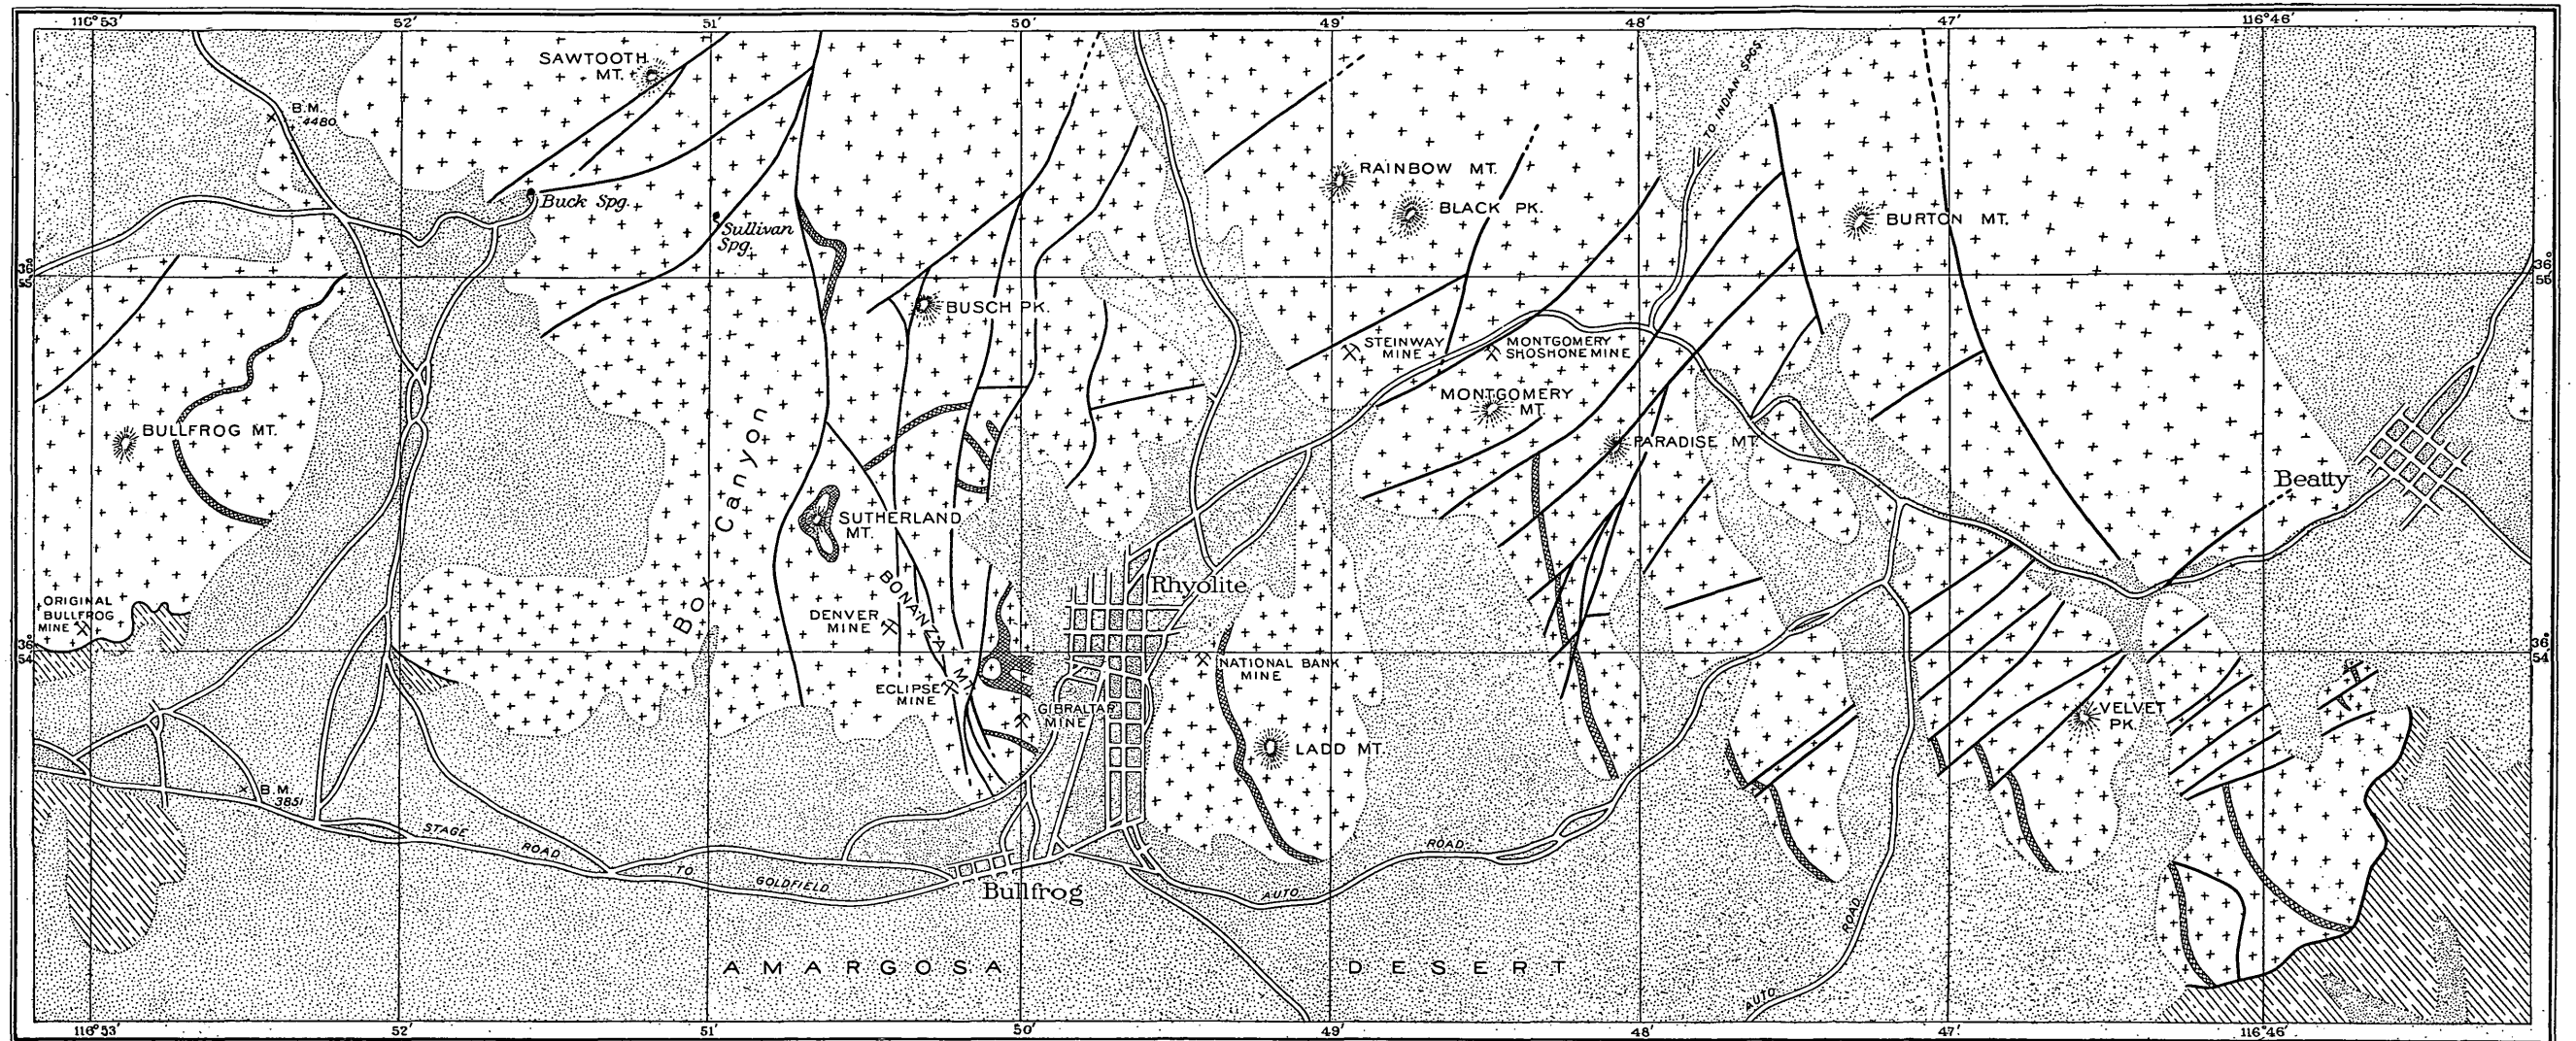 116°53'
52'
51'
50'
49'
48'
47'
116°46'
SAWTOOTH
MT.
TO INDIAN SPGS.
B.M.
4480
RAINBOW MT.
Buck Spg.
BLACK PK.
BURTON MT.
Sullivan
Spg.
36°
55'
36°
55'
BUSCH PK.
STEINWAY
MINE
MONTGOMERY
SHOSHONE MINE
MONTGOMERY
MT.
BULLFROG MT.
PARADISE MT.
Box Canyon
Beatty
SUTHERLAND
MT.
BONANZA MT.
Rhyolite
ORIGINAL
BULLFROG
MINE
DENVER
MINE
36°
54'
36°
54'
NATIONAL BANK
MINE
ECLIPSE
MINE
GIBRALTAR
MINE
VELVET
PK.
LADD MT.
B.M.
3851
STAGE
ROAD
TO
GOLDFIELD
Bullfrog
AUTO
ROAD
ROAD
AUTO
AMARGOSA DESERT
116°53'
52'
51'
50'
49'
48'
47'
116°46'